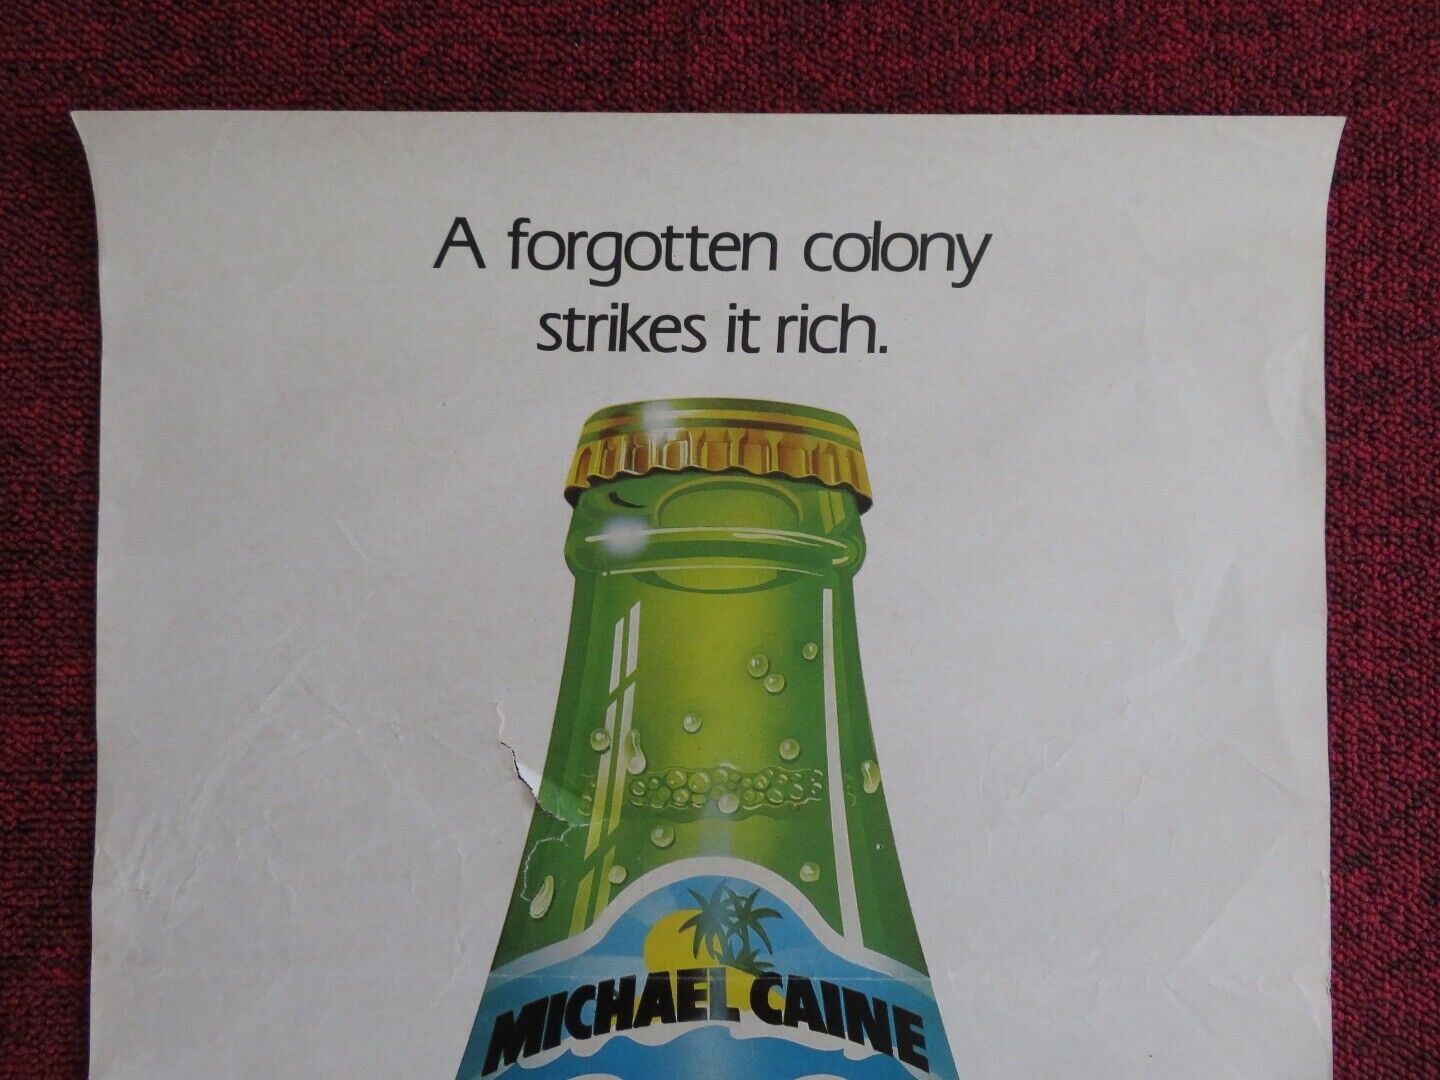 A forgotten colony
strikes it rich.
MICHAEL CAINE